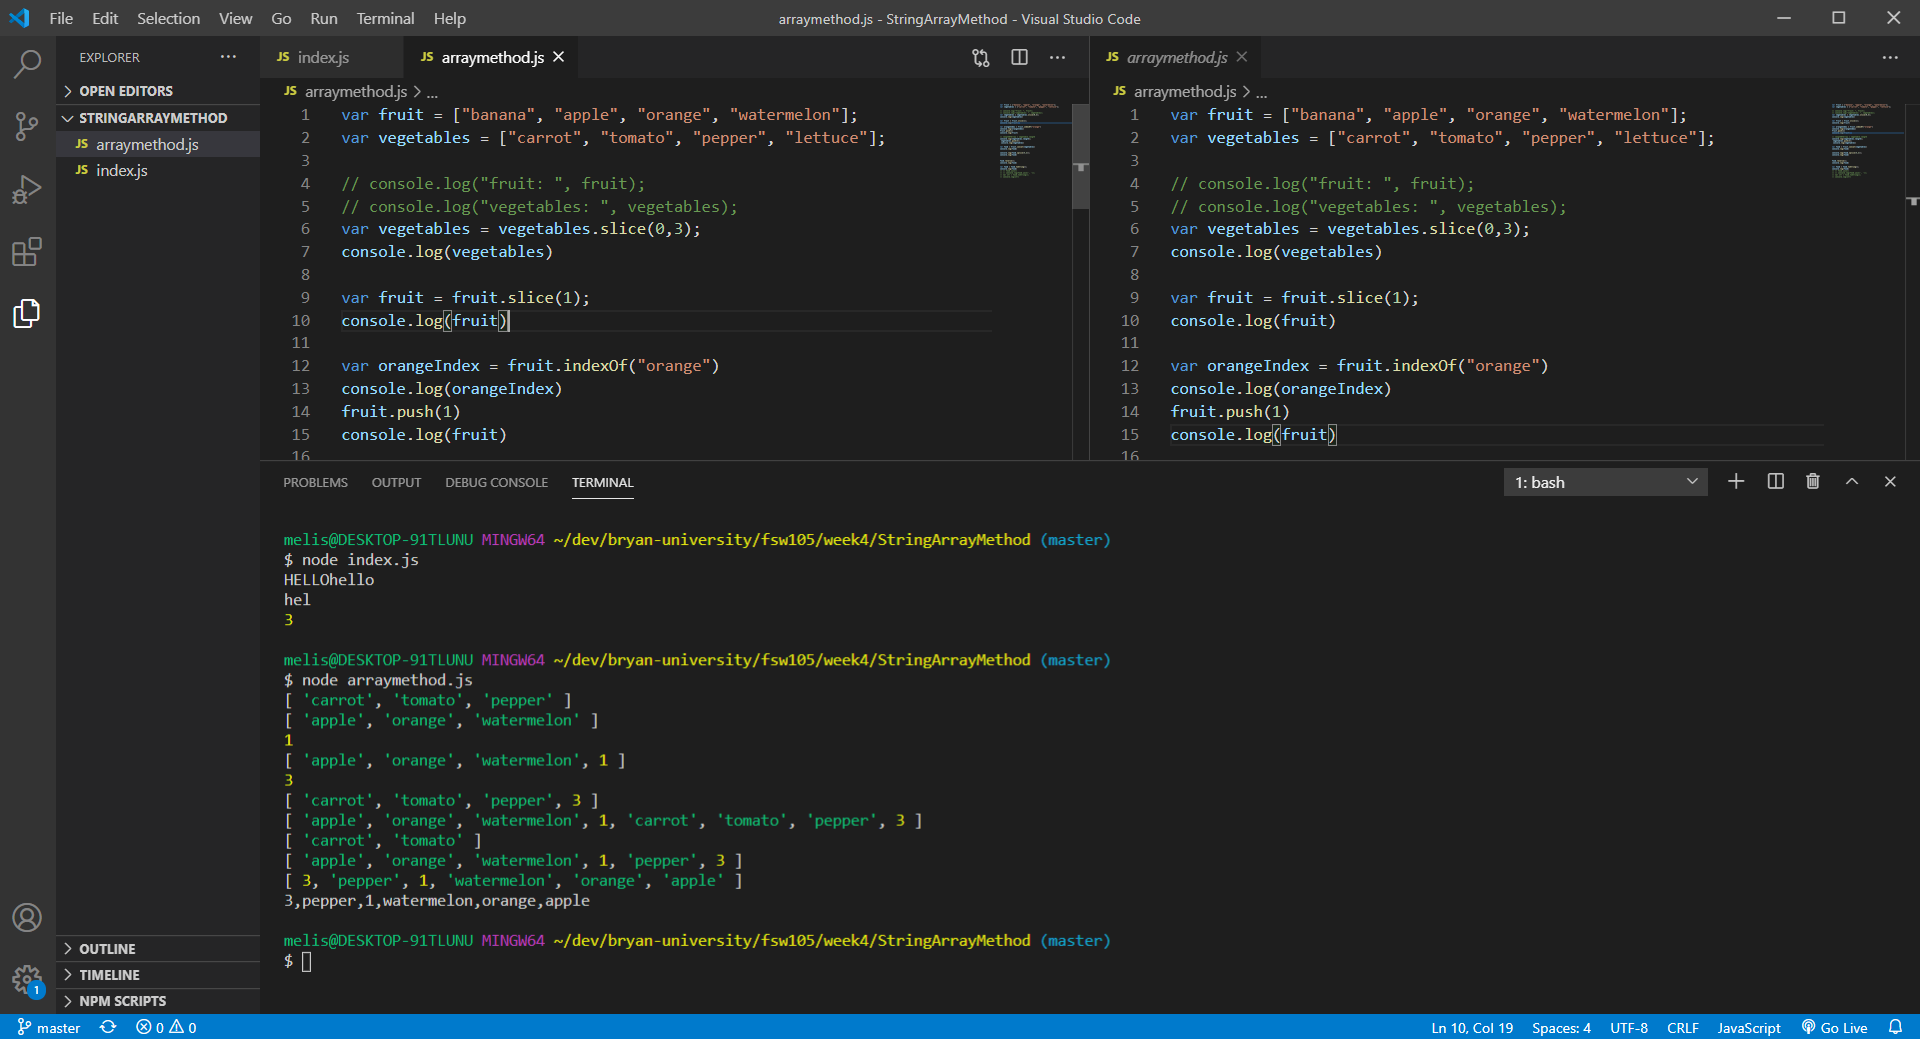 File Edit Selection View Go Run Terminal Help
arraymethod.js - StringArrayMethod - Visual Studio Code
EXPLORER
OPEN EDITORS
STRINGARRAYMETHOD
JS arraymethod.js
JS index.js
OUTLINE
TIMELINE
NPM SCRIPTS
JS index.js
JS arraymethod.js
JS arraymethod.js > ...
1 var fruit = ["banana", "apple", "orange", "watermelon"];
2 var vegetables = ["carrot", "tomato", "pepper", "lettuce"];
3
4 // console.log("fruit: ", fruit);
5 // console.log("vegetables: ", vegetables);
6 var vegetables = vegetables.slice(0,3);
7 console.log(vegetables)
8
9 var fruit = fruit.slice(1);
10 console.log(fruit)
11
12 var orangeIndex = fruit.indexOf("orange")
13 console.log(orangeIndex)
14 fruit.push(1)
15 console.log(fruit)
16
JS arraymethod.js
JS arraymethod.js > ...
1 var fruit = ["banana", "apple", "orange", "watermelon"];
2 var vegetables = ["carrot", "tomato", "pepper", "lettuce"];
3
4 // console.log("fruit: ", fruit);
5 // console.log("vegetables: ", vegetables);
6 var vegetables = vegetables.slice(0,3);
7 console.log(vegetables)
8
9 var fruit = fruit.slice(1);
10 console.log(fruit)
11
12 var orangeIndex = fruit.indexOf("orange")
13 console.log(orangeIndex)
14 fruit.push(1)
15 console.log(fruit)
16
PROBLEMS OUTPUT DEBUG CONSOLE TERMINAL
1: bash
melis@DESKTOP-91TLUNU MINGW64 ~/dev/bryan-university/fsw105/week4/StringArrayMethod (master)
$ node index.js
HELLOhello
hel
3
melis@DESKTOP-91TLUNU MINGW64 ~/dev/bryan-university/fsw105/week4/StringArrayMethod (master)
$ node arraymethod.js
[ 'carrot', 'tomato', 'pepper' ]
[ 'apple', 'orange', 'watermelon' ]
1
[ 'apple', 'orange', 'watermelon', 1 ]
3
[ 'carrot', 'tomato', 'pepper', 3 ]
[ 'apple', 'orange', 'watermelon', 1, 'carrot', 'tomato', 'pepper', 3 ]
[ 'carrot', 'tomato' ]
[ 'apple', 'orange', 'watermelon', 1, 'pepper', 3 ]
[ 3, 'pepper', 1, 'watermelon', 'orange', 'apple' ]
3,pepper,1,watermelon,orange,apple
melis@DESKTOP-91TLUNU MINGW64 ~/dev/bryan-university/fsw105/week4/StringArrayMethod (master)
$
1
master 0 0
Ln 10, Col 19 Spaces: 4 UTF-8 CRLF JavaScript Go Live